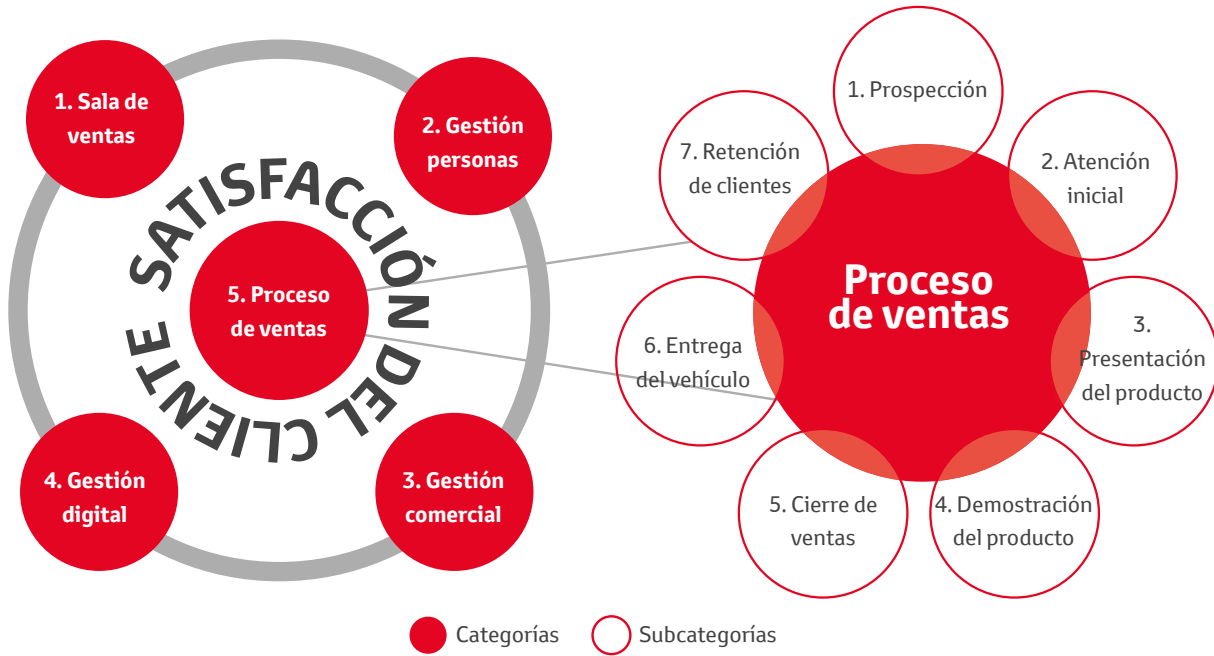 1. Sala de
ventas
2. Gestión
personas
SATISFACCIÓN DEL CLIENTE
5. Proceso
de ventas
4. Gestión
digital
3. Gestión
comercial
1. Prospección
7. Retención
de clientes
2. Atención
inicial
Proceso
de ventas
6. Entrega
del vehículo
3.
Presentación
del producto
5. Cierre de
ventas
4. Demostración
del producto
Categorías
Subcategorías